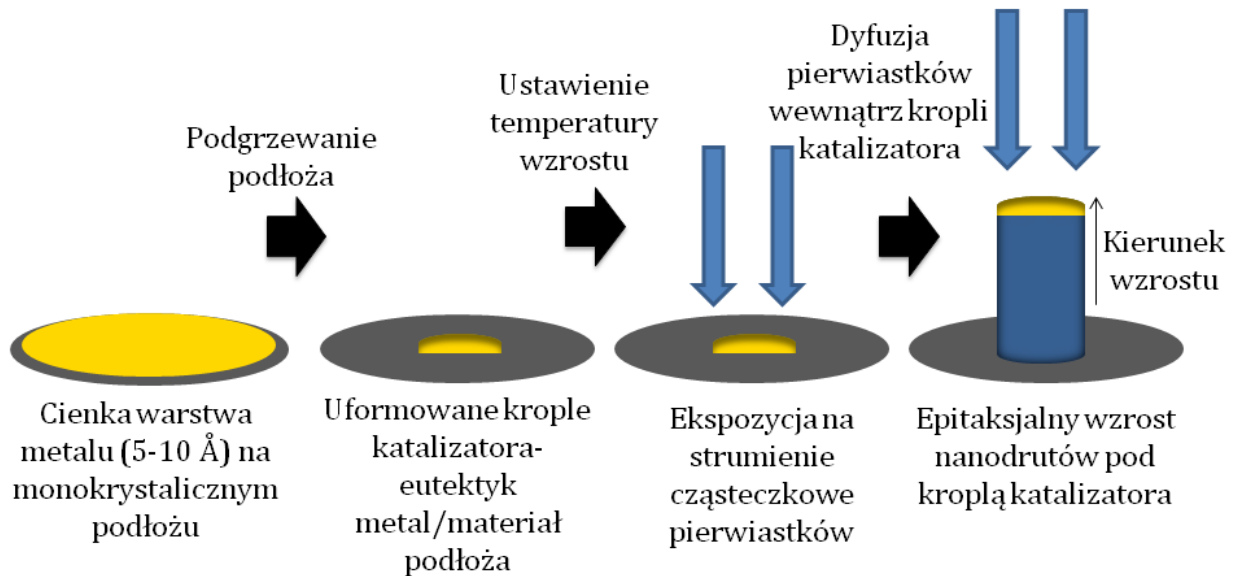 Podgrzewanie
podłoża
Ustawienie
temperatury
wzrostu
Dyfuzja
pierwiastków
wewnątrz kropli
katalizatora
Kierunek
wzrostu
Cienka warstwa
metalu (5-10 Å) na
monokrystalicznym
podłożu
Uformowane krople
katalizatora-
eutektyk
metal/materiał
podłoża
Ekspozycja na
strumienie
cząsteczkowe
pierwiastków
Epitaksjalny wzrost
nanodrutów pod
kroplą katalizatora